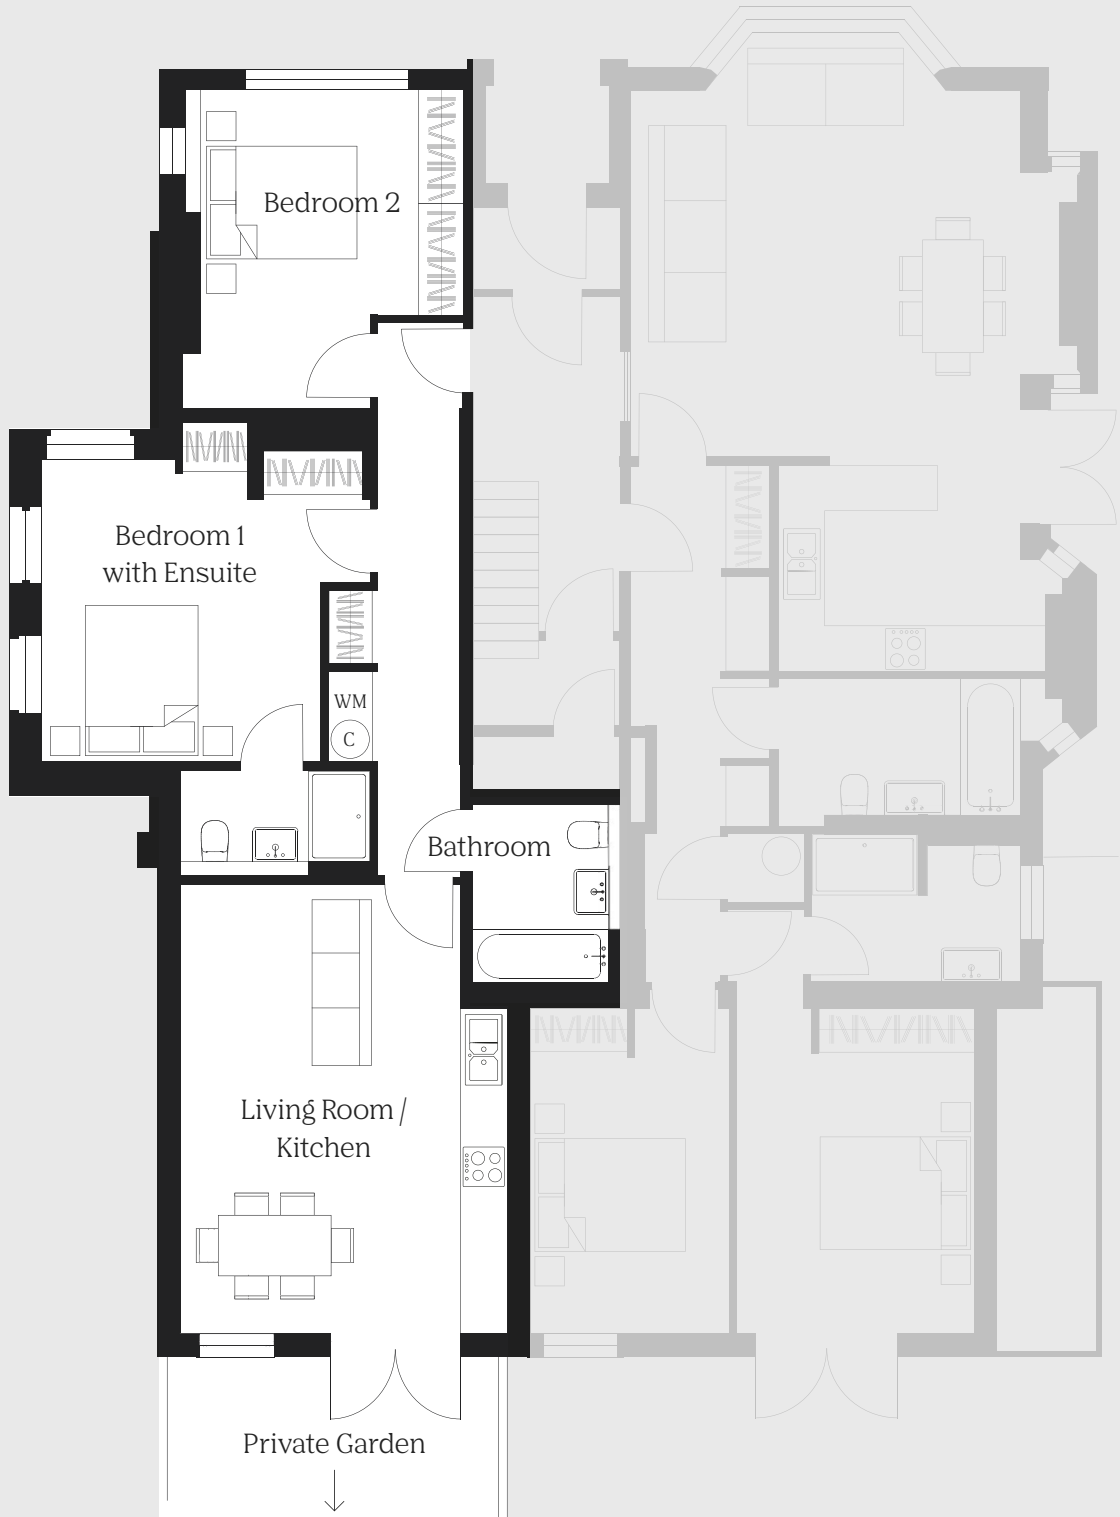 Bedroom 2
Bedroom 1
with Ensuite
WM
C
Bathroom
Living Room /
Kitchen
Private Garden